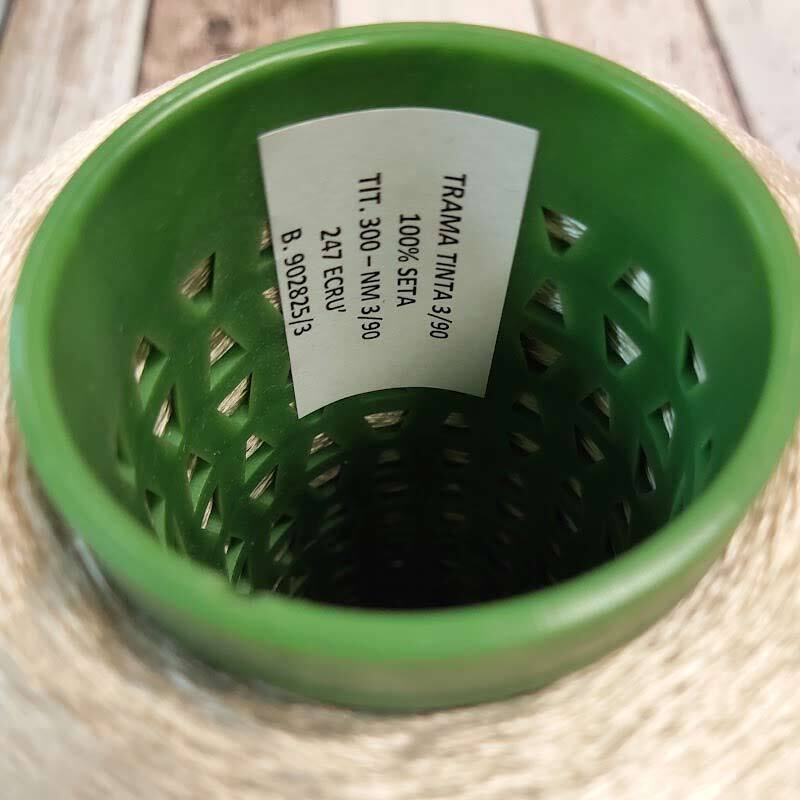 TRAMA TINTA 3/90
100% SETA
TIT. 300 – NM 3/90
247 ECRU'
B. 902825/3